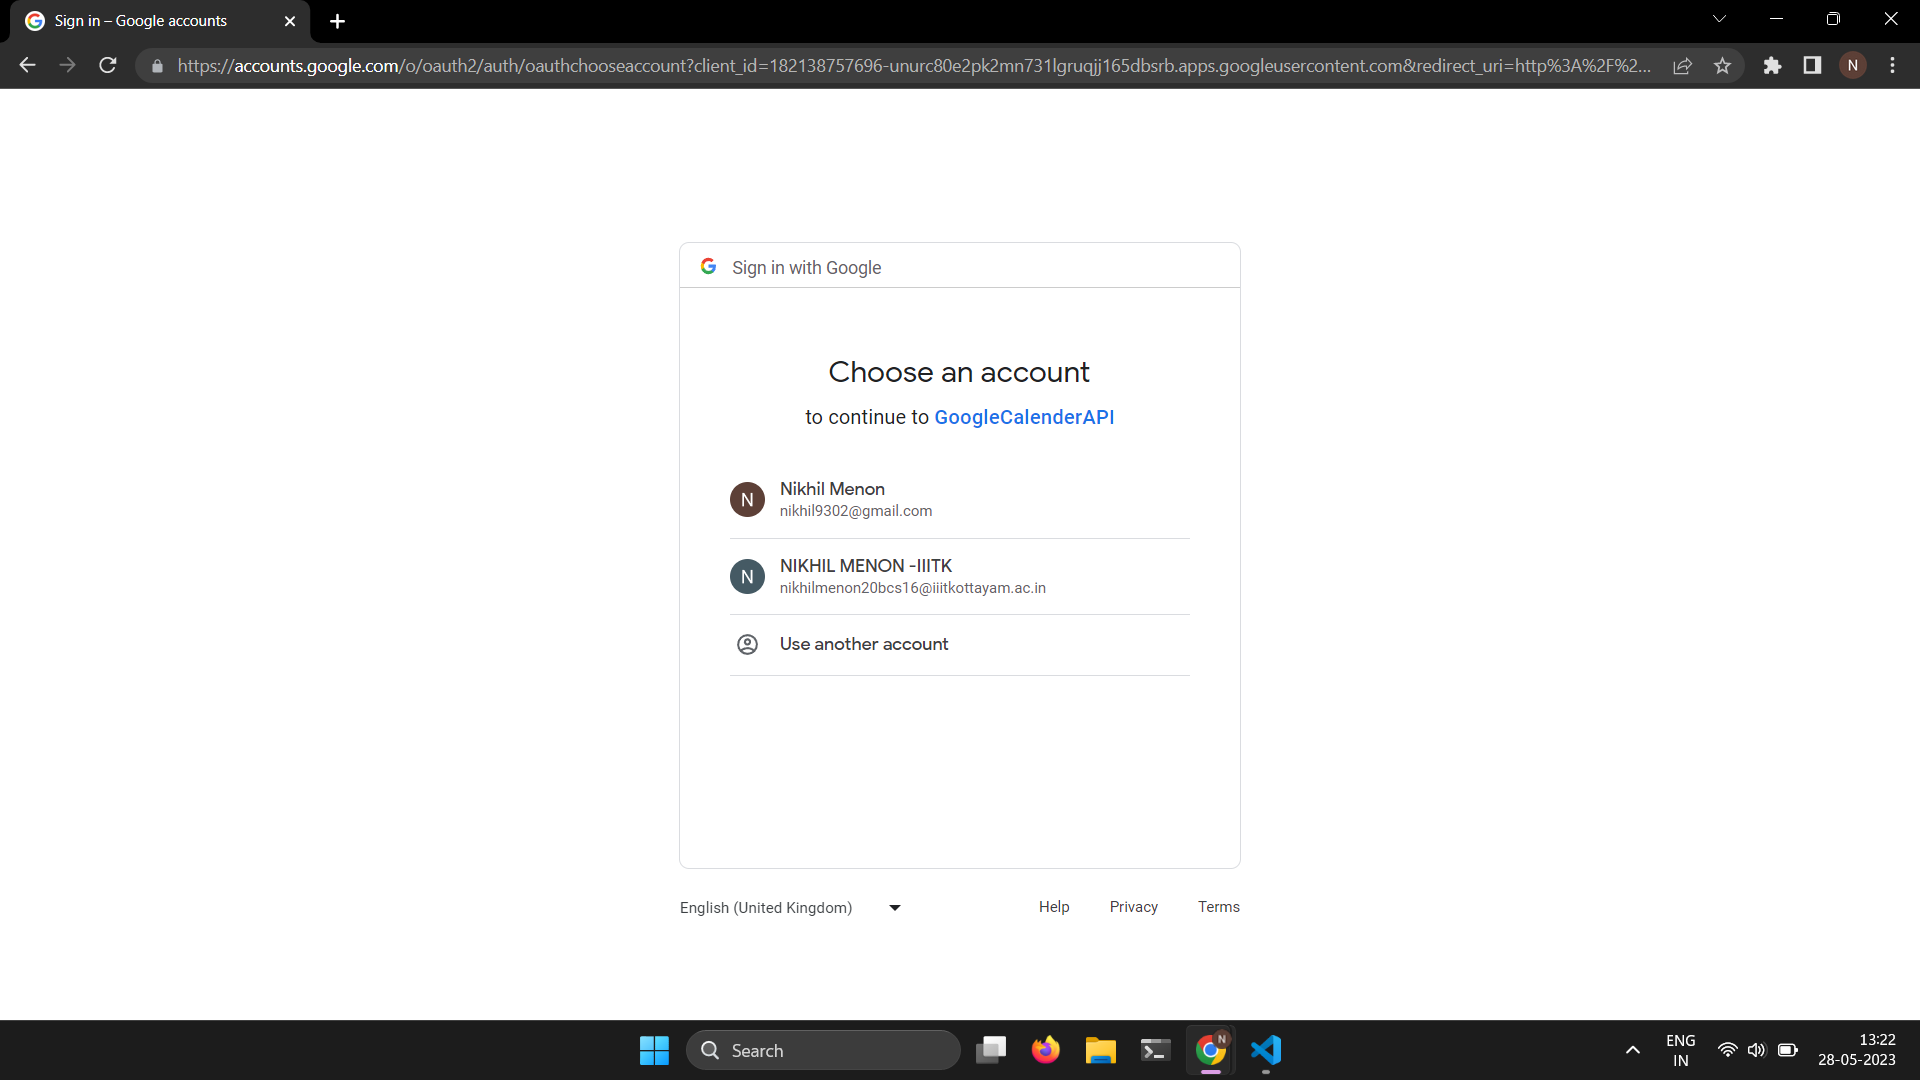 Sign in – Google accounts
https://accounts.google.com/o/oauth2/auth/oauthchooseaccount?client_id=182138757696-unurc80e2pk2mn731lgruqjj165dbsrb.apps.googleusercontent.com&redirect_uri=http%3A%2F%2...
N
Sign in with Google
Choose an account
to continue to GoogleCalenderAPI
N
Nikhil Menon
nikhil9302@gmail.com
N
NIKHIL MENON -IIITK
nikhilmenon20bcs16@iiitkottayam.ac.in
Use another account
English (United Kingdom)
Help
Privacy
Terms
Search
N
ENG
IN
13:22
28-05-2023